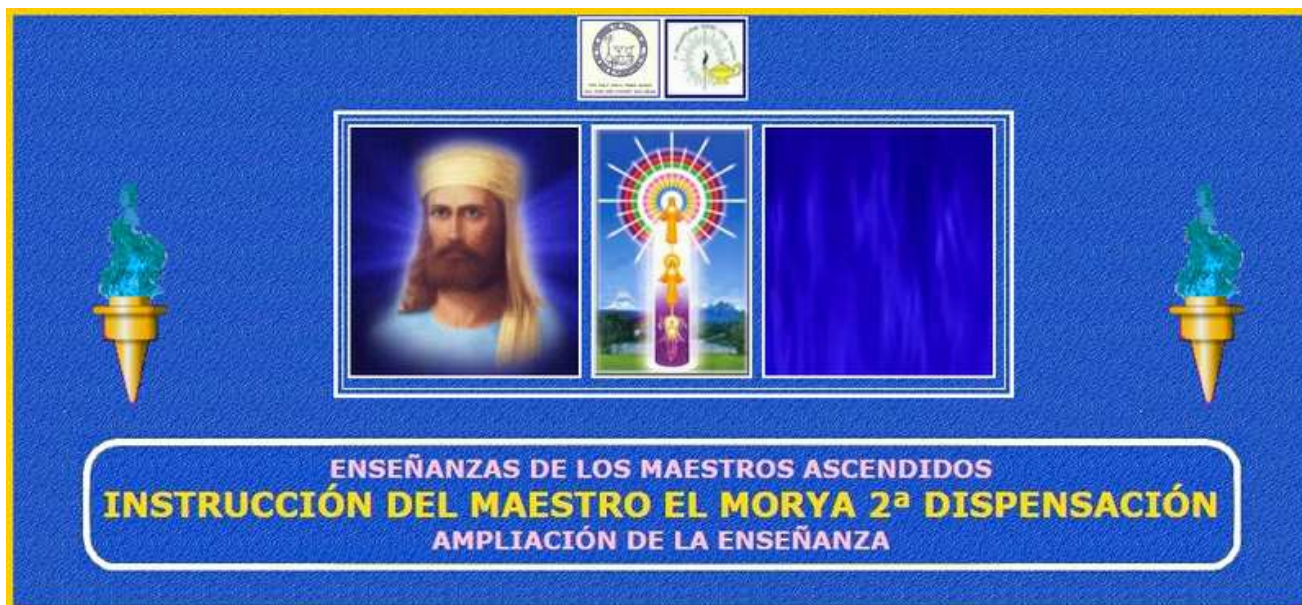 ENSEÑANZAS DE LOS MAESTROS ASCENDIDOS
INSTRUCCIÓN DEL MAESTRO EL MORYA 2ª DISPENSACIÓN
AMPLIACIÓN DE LA ENSEÑANZA